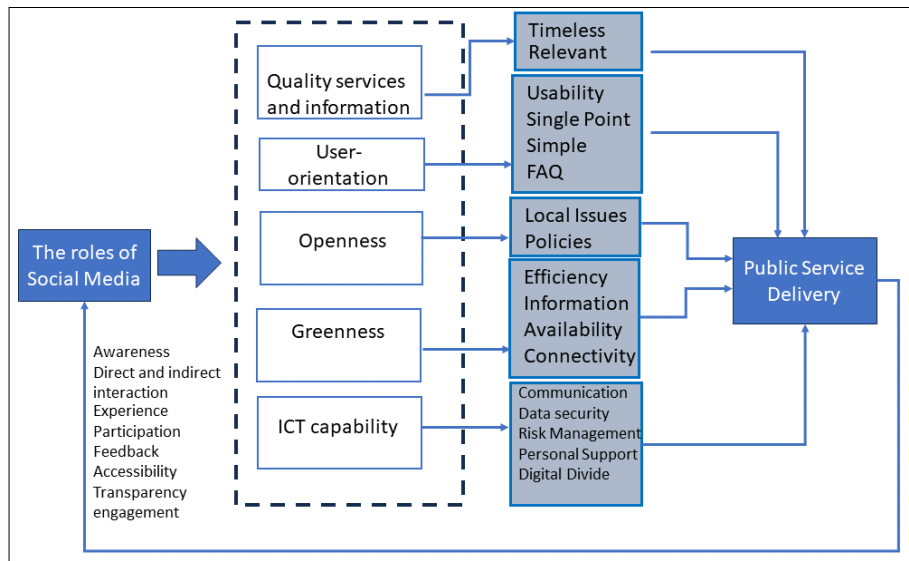 The roles of
Social Media
Awareness
Direct and indirect
interaction
Experience
Participation
Feedback
Accessibility
Transparency
engagement
Quality services
and information
User-
orientation
Openness
Greenness
ICT capability
Timeless
Relevant
Usability
Single Point
Simple
FAQ
Local Issues
Policies
Efficiency
Information
Availability
Connectivity
Communication
Data security
Risk Management
Personal Support
Digital Divide
Public Service
Delivery